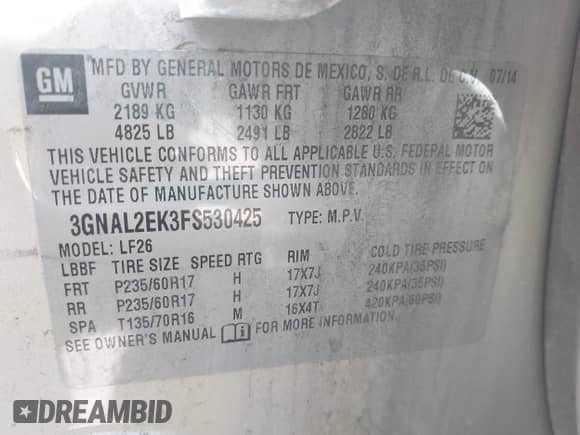 GM
MFD BY GENERAL MOTORS DE MEXICO, S. DE R.L. DE C.V. 07/14
GVWR GAWR FRT GAWR RR
2189 KG 1130 KG 1280 KG
4825 LB 2491 LB 2822 LB
THIS VEHICLE CONFORMS TO ALL APPLICABLE U.S. FEDERAL MOTOR
VEHICLE SAFETY AND THEFT PREVENTION STANDARDS IN EFFECT ON
THE DATE OF MANUFACTURE SHOWN ABOVE.
3GNAL2EK3FS530425 TYPE: M.P.V.
MODEL: LF26
LBBF TIRE SIZE SPEED RTG RIM COLD TIRE PRESSURE
FRT P235/60R17 H 17X7J 240KPA(35PSI)
RR P235/60R17 H 17X7J 240KPA(35PSI)
SPA T135/70R16 M 16X4T 420KPA(60PSI)
SEE OWNER'S MANUAL FOR MORE INFORMATION.
DREAMBID